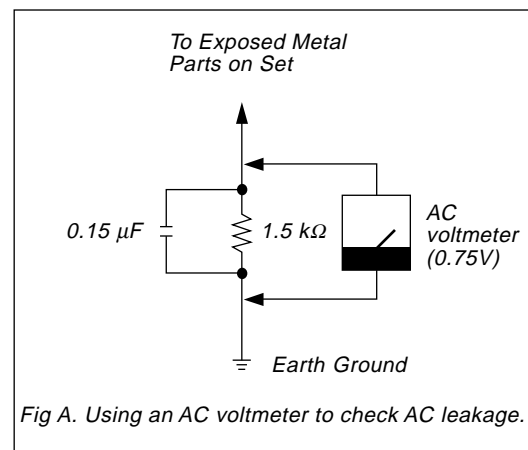 To Exposed Metal
Parts on Set
0.15 μF
1.5 kΩ
AC
voltmeter
(0.75V)
Earth Ground
Fig A. Using an AC voltmeter to check AC leakage.